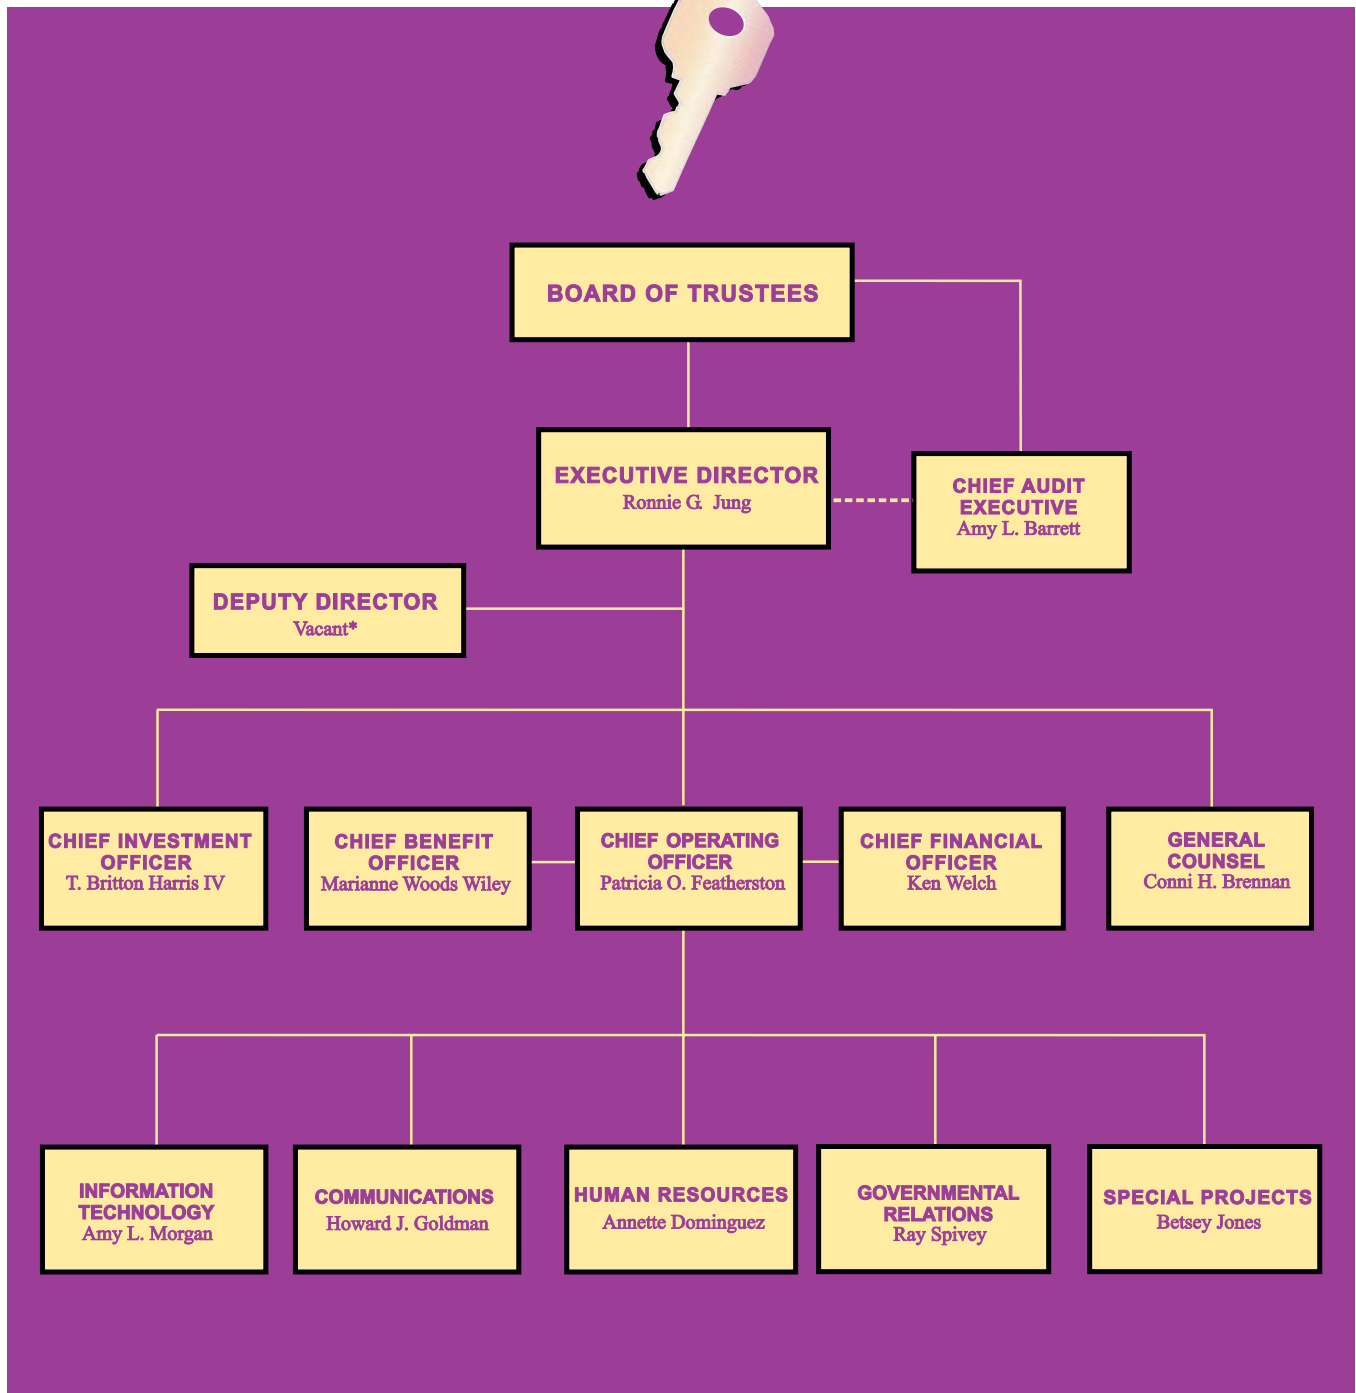 BOARD OF TRUSTEES
EXECUTIVE DIRECTOR
Ronnie G. Jung
CHIEF AUDIT
EXECUTIVE
Amy L. Barrett
DEPUTY DIRECTOR
Vacant*
CHIEF INVESTMENT
OFFICER
T. Britton Harris IV
CHIEF BENEFIT
OFFICER
Marianne Woods Wiley
CHIEF OPERATING
OFFICER
Patricia O. Featherston
CHIEF FINANCIAL
OFFICER
Ken Welch
GENERAL
COUNSEL
Conni H. Brennan
INFORMATION
TECHNOLOGY
Amy L. Morgan
COMMUNICATIONS
Howard J. Goldman
HUMAN RESOURCES
Annette Dominguez
GOVERNMENTAL
RELATIONS
Ray Spivey
SPECIAL PROJECTS
Betsey Jones